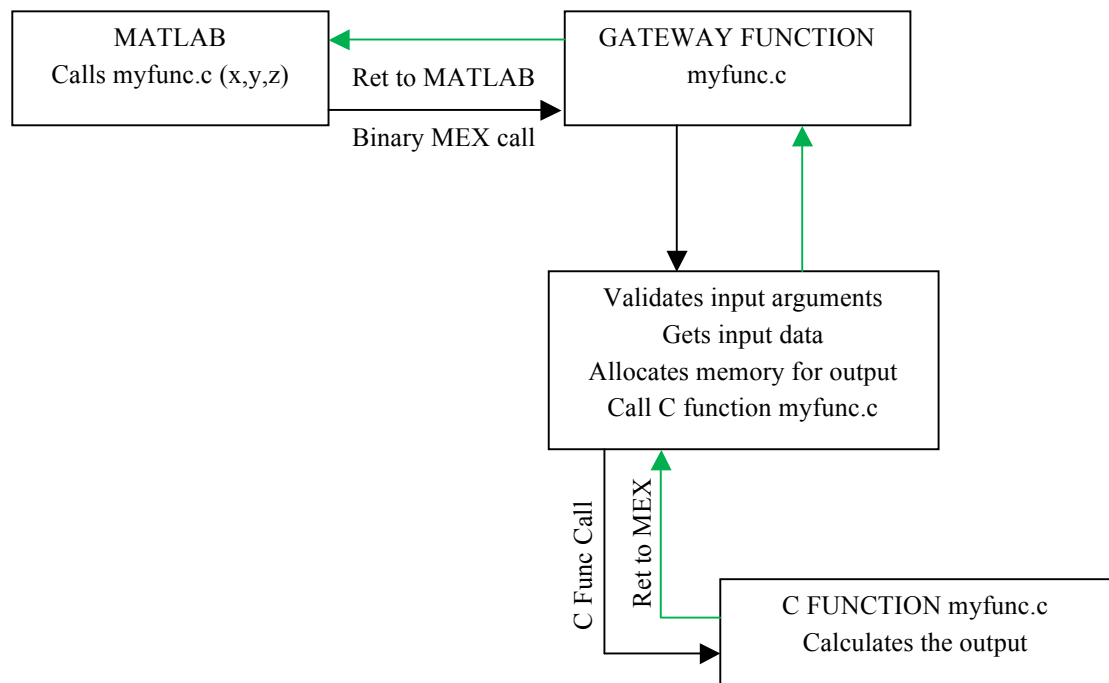 MATLAB
Calls myfunc.c (x,y,z)
Ret to MATLAB
Binary MEX call
GATEWAY FUNCTION
myfunc.c
Validates input arguments
Gets input data
Allocates memory for output
Call C function myfunc.c
C Func Call
Ret to MEX
C FUNCTION myfunc.c
Calculates the output